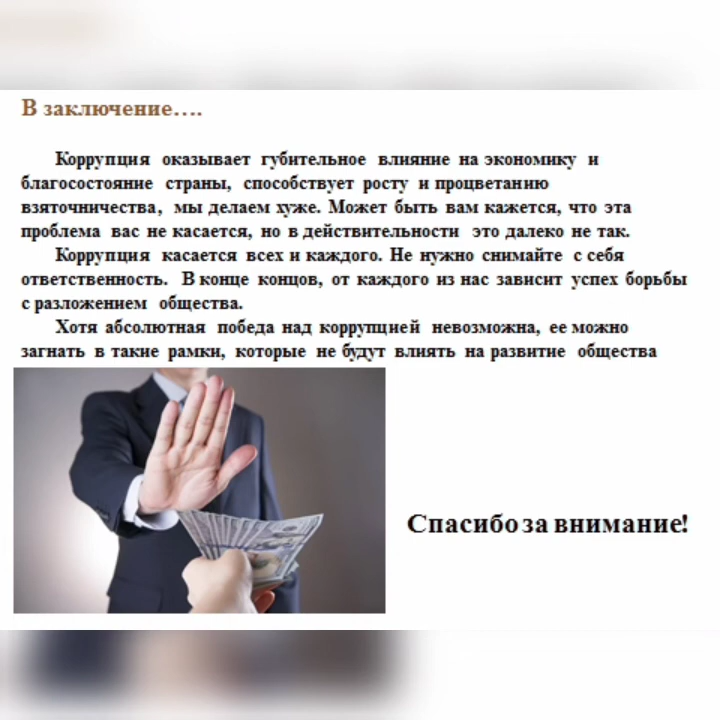 В заключение....
Коррупция оказывает губительное влияние на экономику и
благосостояние страны, способствует росту и процветанию
взяточничества, мы делаем хуже. Может быть вам кажется, что эта
проблема вас не касается, но в действительности это далеко не так.
Коррупция касается всех и каждого. Не нужно снимайте с себя
ответственность. В конце концов, от каждого из нас зависит успех борьбы
с разложением общества.
Хотя абсолютная победа над коррупцией невозможна, ее можно
загнать в такие рамки, которые не будут влиять на развитие общества
Спасибо за внимание!